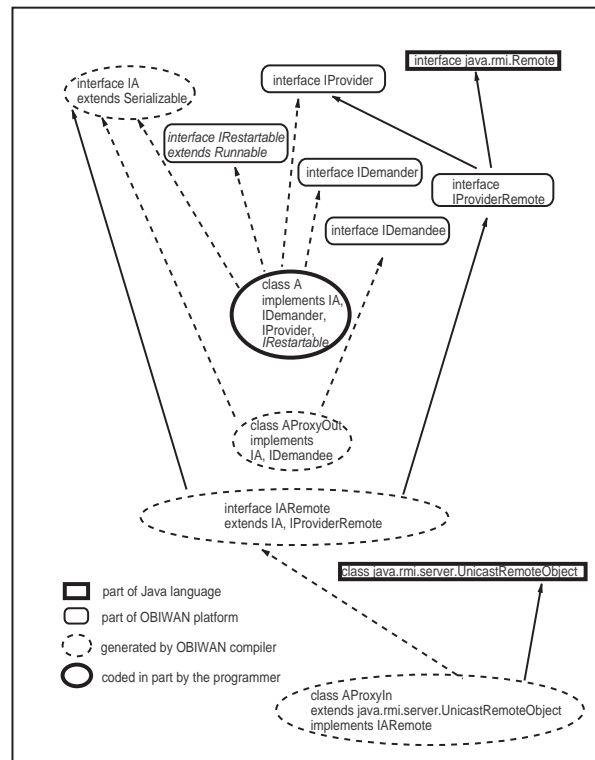 interface java.rmi.Remote
interface IProvider
interface IA
extends Serializable
interface IRestartable
extends Runnable
interface IDemander
interface
IProviderRemote
interface IDemandee
class A
implements IA,
IDemander,
IProvider,
IRestartable
class AProxyOut
implements
IA, IDemandee
interface IARemote
extends IA, IProviderRemote
class java.rmi.server.UnicastRemoteObject
part of Java language
part of OBIWAN platform
generated by OBIWAN compiler
coded in part by the programmer
class AProxyIn
extends java.rmi.server.UnicastRemoteObject
implements IARemote